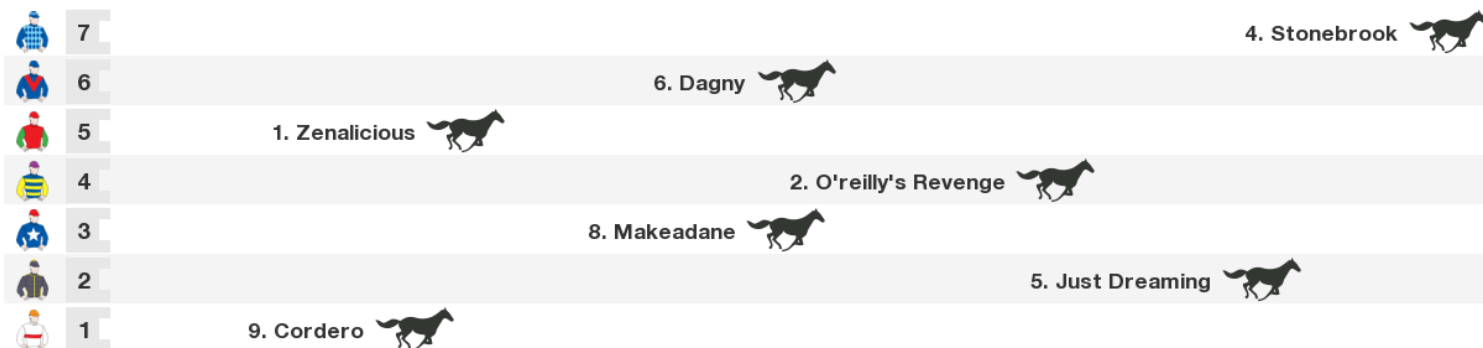 7 4. Stonebrook
6 6. Dagny
5 1. Zenalicious
4 2. O'reilly's Revenge
3 8. Makeadane
2 5. Just Dreaming
1 9. Cordero